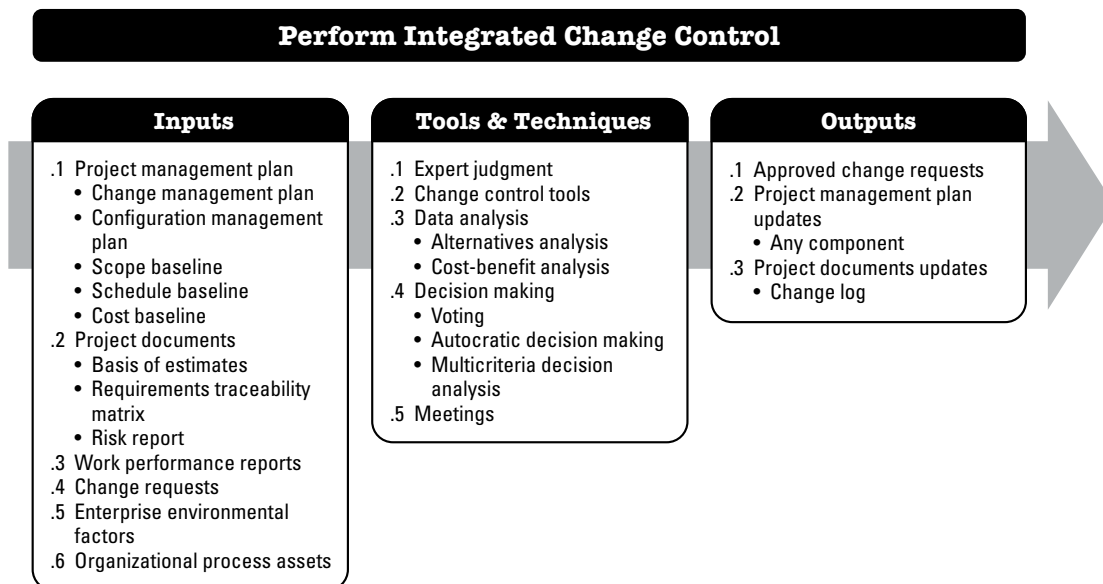 Perform Integrated Change Control
Inputs
.1 Project management plan
• Change management plan
• Configuration management
plan
• Scope baseline
• Schedule baseline
• Cost baseline
.2 Project documents
• Basis of estimates
• Requirements traceability
matrix
• Risk report
.3 Work performance reports
.4 Change requests
.5 Enterprise environmental
factors
.6 Organizational process assets
Tools & Techniques
.1 Expert judgment
.2 Change control tools
.3 Data analysis
• Alternatives analysis
• Cost-benefit analysis
.4 Decision making
• Voting
• Autocratic decision making
• Multicriteria decision
analysis
.5 Meetings
Outputs
.1 Approved change requests
.2 Project management plan
updates
• Any component
.3 Project documents updates
• Change log